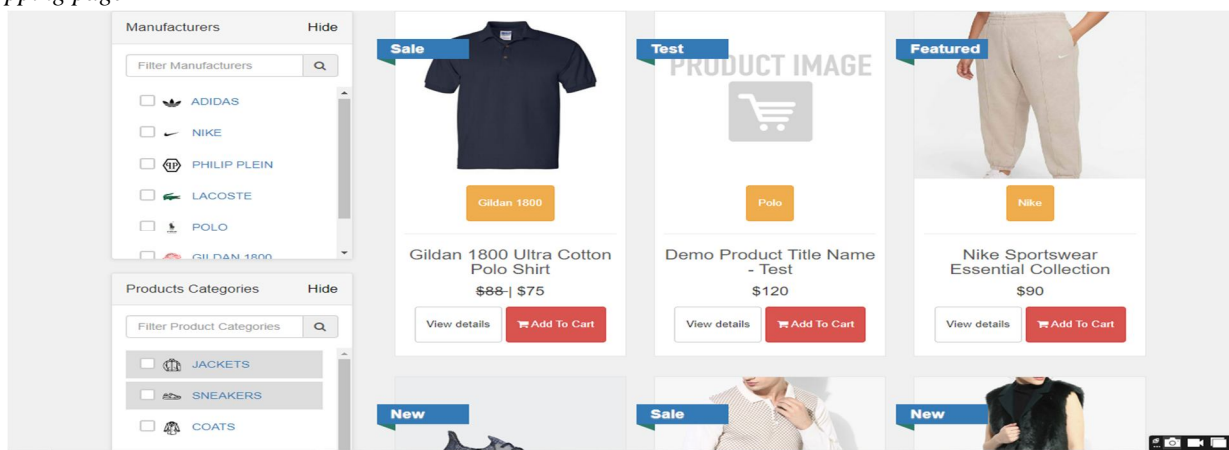 Manufacturers Hide
Filter Manufacturers
ADIDAS
NIKE
PHILIP PLEIN
LACOSTE
POLO
GILDAN 1800
Products Categories Hide
Filter Product Categories
JACKETS
SNEAKERS
COATS
Sale
Gildan 1800
Gildan 1800 Ultra Cotton
Polo Shirt
$88 | $75
View details Add To Cart
Test
PRODUCT IMAGE
Polo
Demo Product Title Name
- Test
$120
View details Add To Cart
Featured
Nike
Nike Sportswear
Essential Collection
$90
View details Add To Cart
New
Sale
New